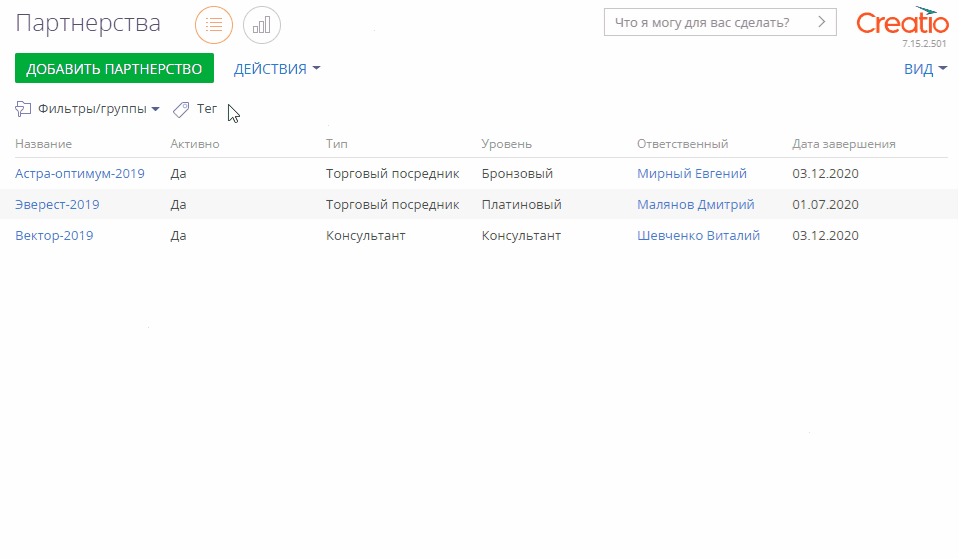 Партнерства
Что я могу для вас сделать?
Creatio
7.15.2.501
ДОБАВИТЬ ПАРТНЕРСТВО ДЕЙСТВИЯ ВИД
Фильтры/группы Тег
Название Активно Тип Уровень Ответственный Дата завершения
Астра-оптимум-2019 Да Торговый посредник Бронзовый Мирный Евгений 03.12.2020
Эверест-2019 Да Торговый посредник Платиновый Малянов Дмитрий 01.07.2020
Вектор-2019 Да Консультант Консультант Шевченко Виталий 03.12.2020